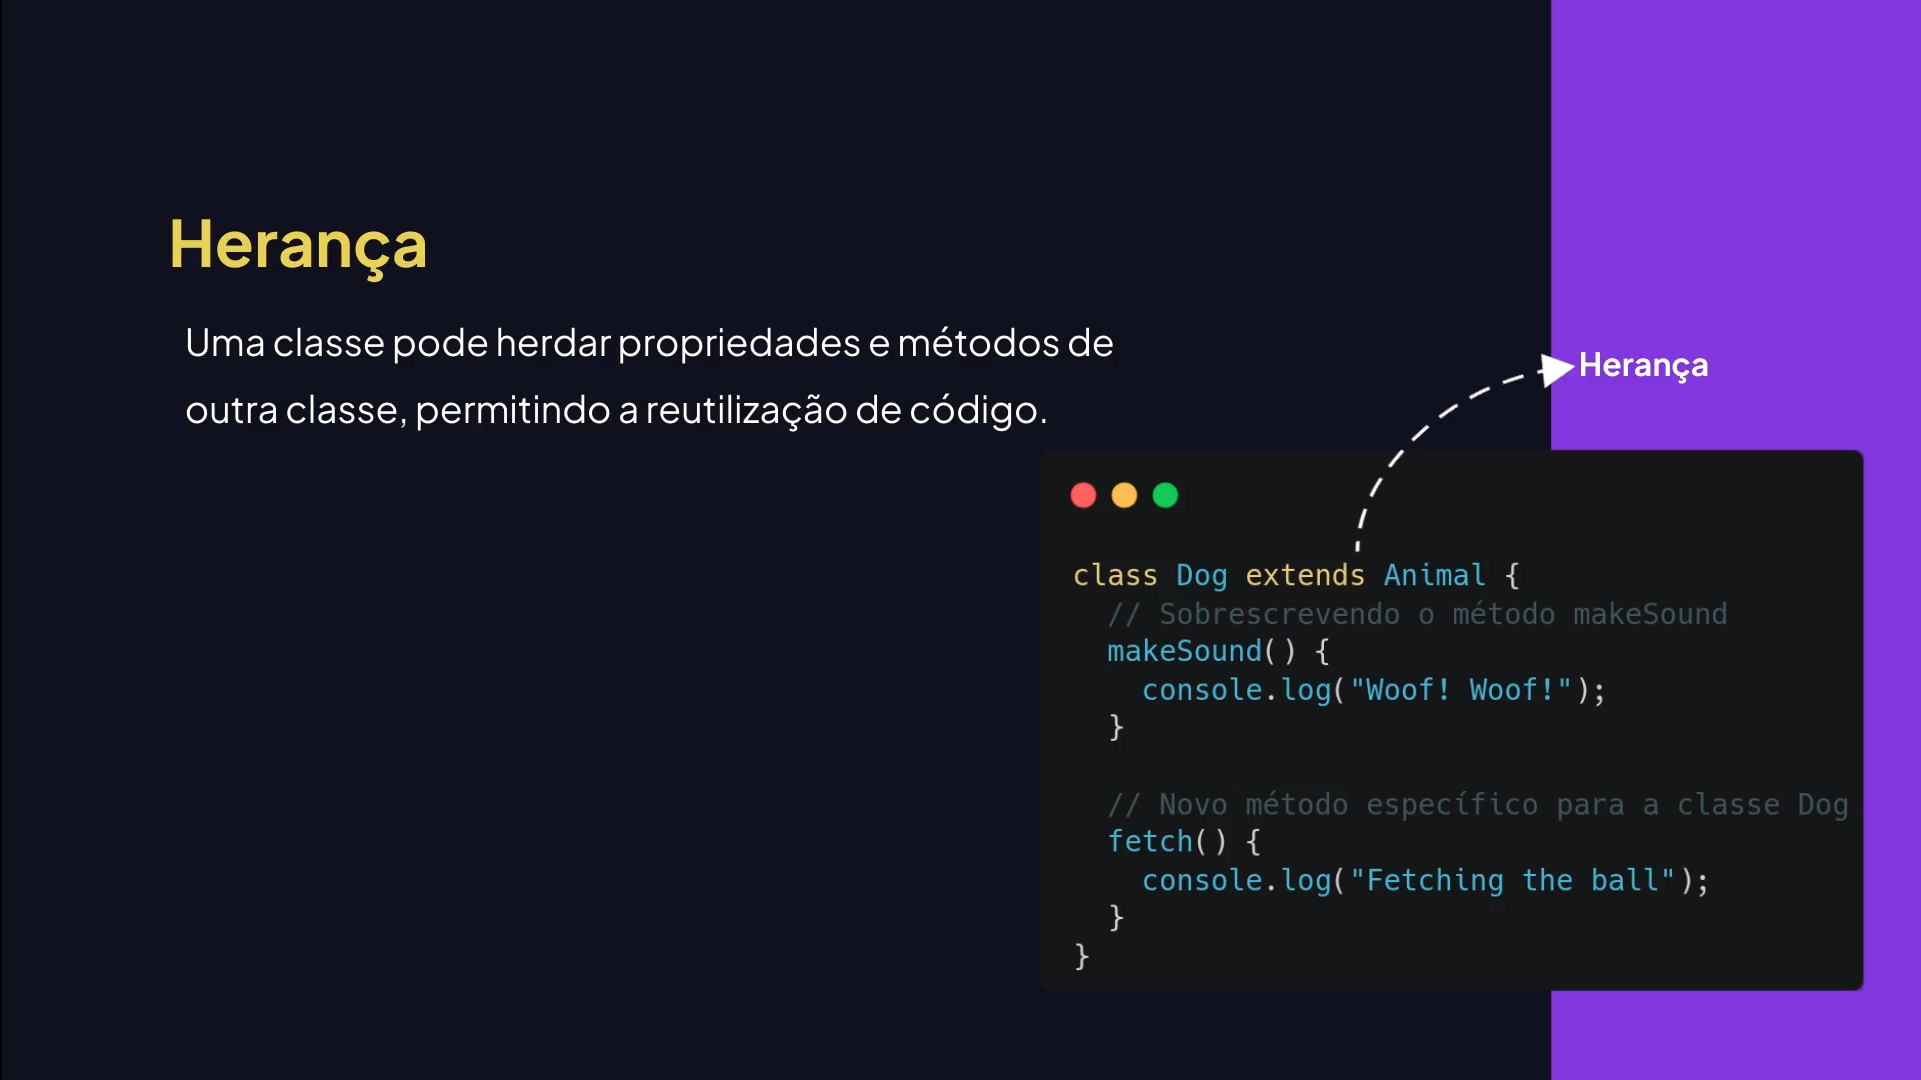 Herança
Uma classe pode herdar propriedades e métodos de
outra classe, permitindo a reutilização de código.
Herança
class Dog extends Animal {
  // Sobrescrevendo o método makeSound
  makeSound() {
    console.log("Woof! Woof!");
  }

  // Novo método específico para a classe Dog
  fetch() {
    console.log("Fetching the ball");
  }
}